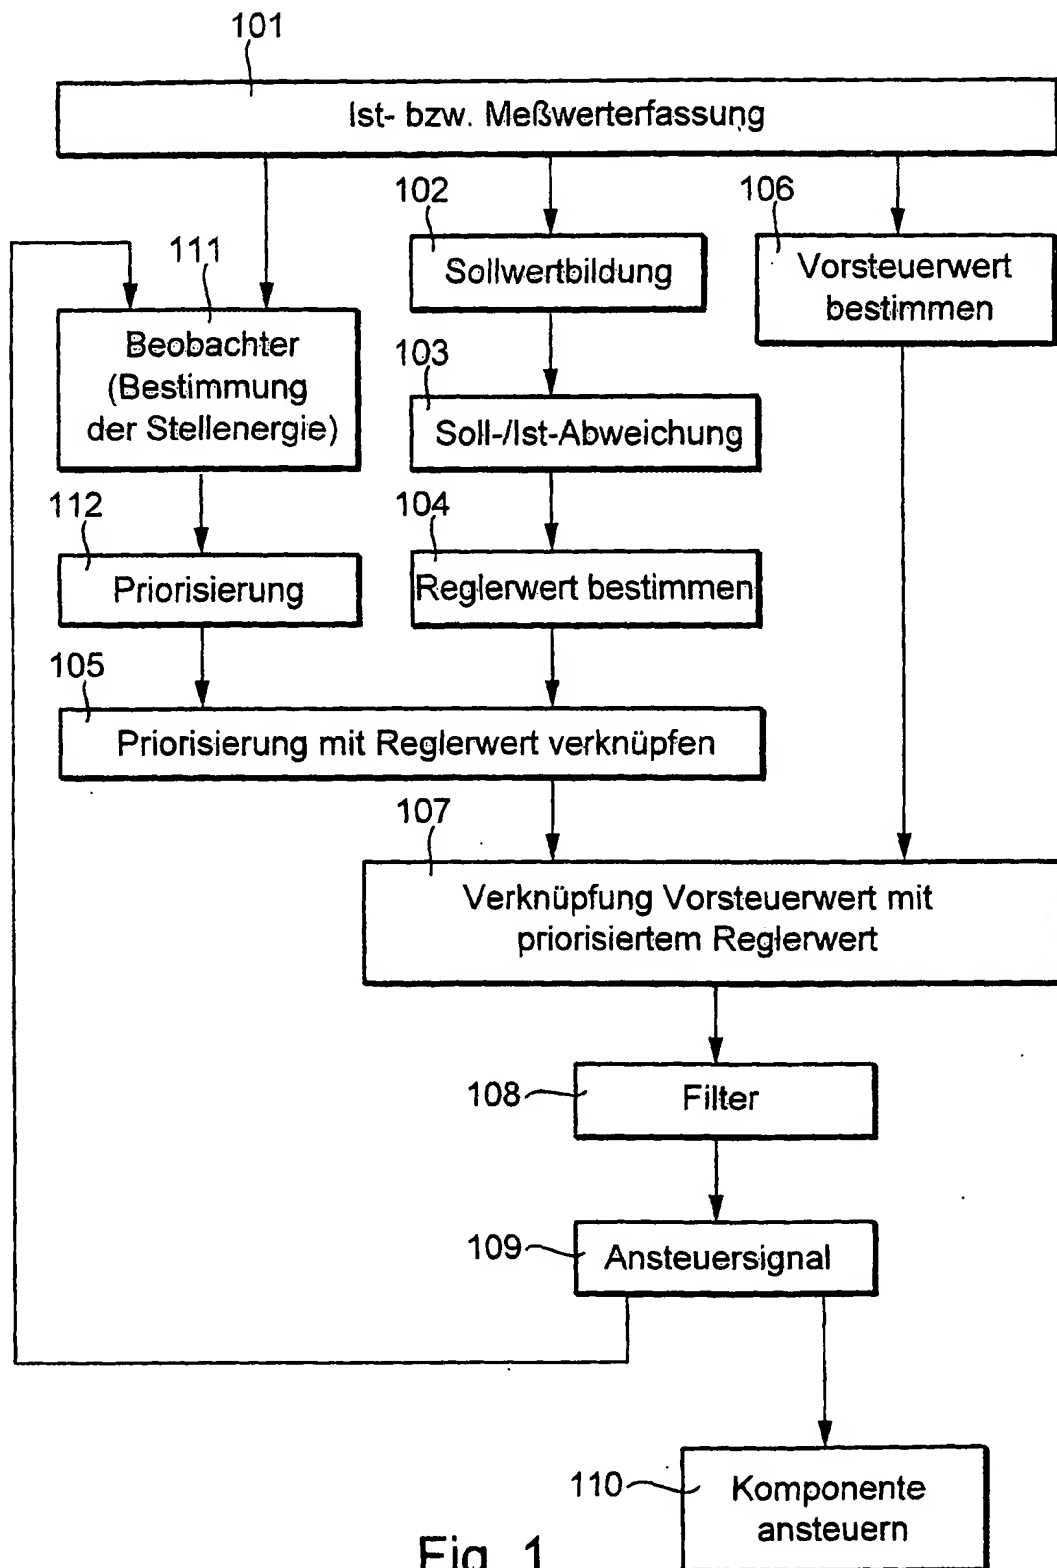 101
Ist- bzw. Meßwerterfassung
102
106
111
Sollwertbildung
Vorsteuerwert
bestimmen
Beobachter
(Bestimmung
der Stellenergie)
103
Soll-/Ist-Abweichung
112
104
Priorisierung
Reglerwert bestimmen
105
Priorisierung mit Reglerwert verknüpfen
107
Verknüpfung Vorsteuerwert mit
priorisiertem Reglerwert
108
Filter
109
Ansteuersignal
110
Komponente
ansteuern
Fig. 1